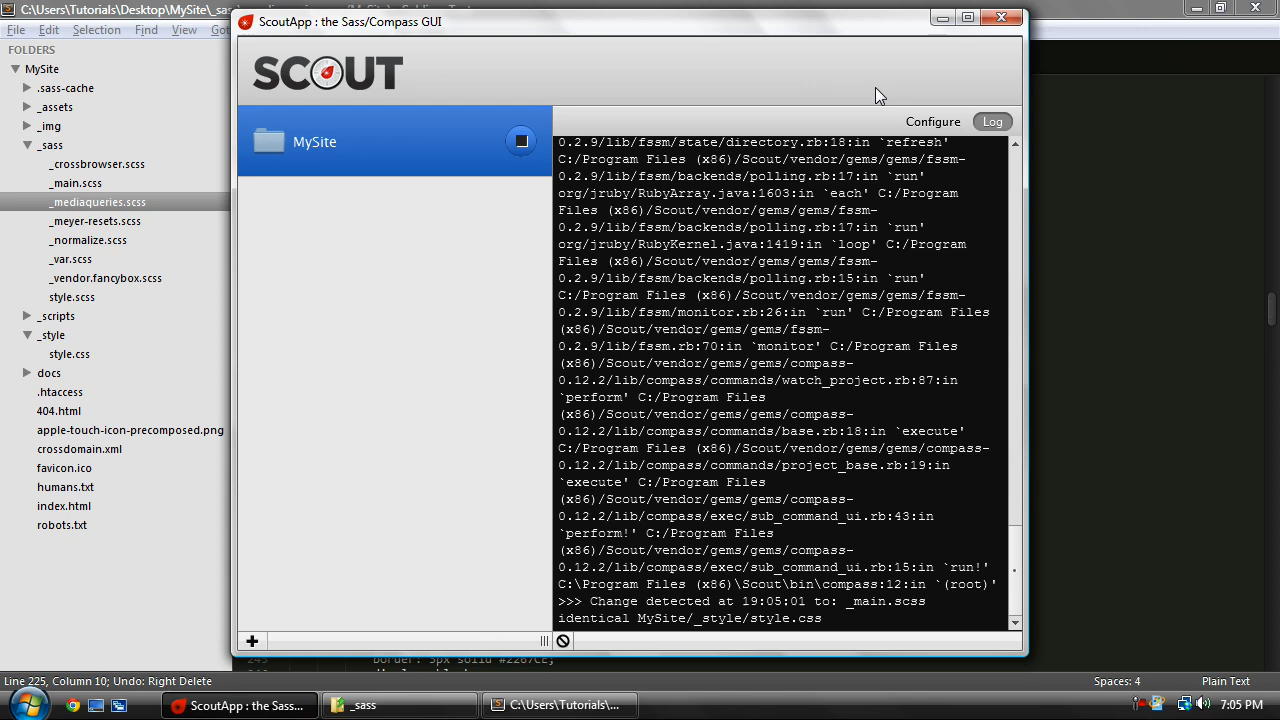 C:\Users\Tutorials\Desktop\MySite\_sass\
ScoutApp : the Sass/Compass GUI
File Edit Selection Find View
FOLDERS
MySite
.sass-cache
_assets
_img
_sass
_crossbrowser.scss
_main.scss
_mediaqueries.scss
_meyer-resets.scss
_normalize.scss
_var.scss
_vendor.fancybox.scss
style.scss
_scripts
_style
style.css
docs
.htaccess
404.html
apple-touch-icon-precomposed.png
crossdomain.xml
favicon.ico
humans.txt
index.html
robots.txt
SCOUT
MySite
Configure Log
0.2.9/lib/fssm/state/directory.rb:18:in `refresh'
C:/Program Files (x86)/Scout/vendor/gems/gems/fssm-
0.2.9/lib/fssm/backends/polling.rb:17:in `run'
org/jruby/RubyArray.java:1603:in `each' C:/Program
Files (x86)/Scout/vendor/gems/gems/fssm-
0.2.9/lib/fssm/backends/polling.rb:17:in `run'
org/jruby/RubyKernel.java:1419:in `loop' C:/Program
Files (x86)/Scout/vendor/gems/gems/fssm-
0.2.9/lib/fssm/backends/polling.rb:15:in `run'
C:/Program Files (x86)/Scout/vendor/gems/gems/fssm-
0.2.9/lib/fssm/monitor.rb:26:in `run' C:/Program Files
(x86)/Scout/vendor/gems/gems/fssm-
0.2.9/lib/fssm.rb:70:in `monitor' C:/Program Files
(x86)/Scout/vendor/gems/gems/compass-
0.12.2/lib/compass/commands/watch_project.rb:87:in
`perform' C:/Program Files
(x86)/Scout/vendor/gems/gems/compass-
0.12.2/lib/compass/commands/base.rb:18:in `execute'
C:/Program Files (x86)/Scout/vendor/gems/gems/compass-
0.12.2/lib/compass/commands/project_base.rb:19:in
`execute' C:/Program Files
(x86)/Scout/vendor/gems/gems/compass-
0.12.2/lib/compass/exec/sub_command_ui.rb:43:in
`perform!' C:/Program Files
(x86)/Scout/vendor/gems/gems/compass-
0.12.2/lib/compass/exec/sub_command_ui.rb:15:in `run!'
C:\Program Files (x86)\Scout\bin\compass:12:in `(root)'
>>> Change detected at 19:05:01 to: _main.scss
identical MySite/_style/style.css
Line 225, Column 10; Undo: Right Delete
Spaces: 4 Plain Text
ScoutApp : the Sass...
_sass
C:\Users\Tutorials\...
7:05 PM